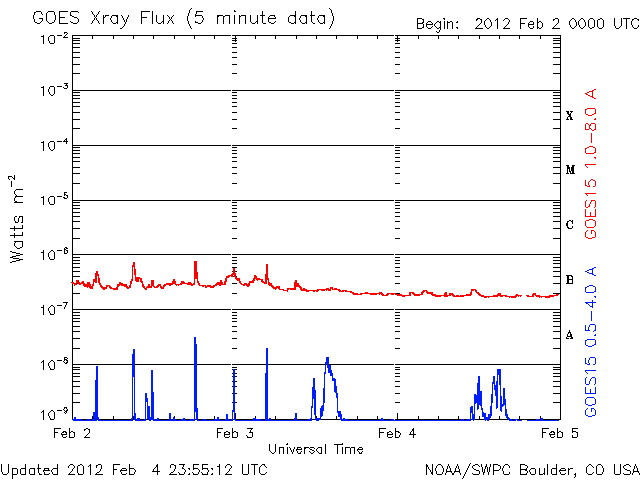 GOES Xray Flux (5 minute data)
Begin: 2012 Feb 2 0000 UTC
10-2
10-3
10-4
10-5
10-6
10-7
10-8
10-9
Watts m-2
X
M
C
B
A
GOES15 1.0-8.0 A
GOES15 0.5-4.0 A
Feb 2
Feb 3
Feb 4
Feb 5
Universal Time
Updated 2012 Feb 4 23:55:12 UTC
NOAA/SWPC Boulder, CO USA